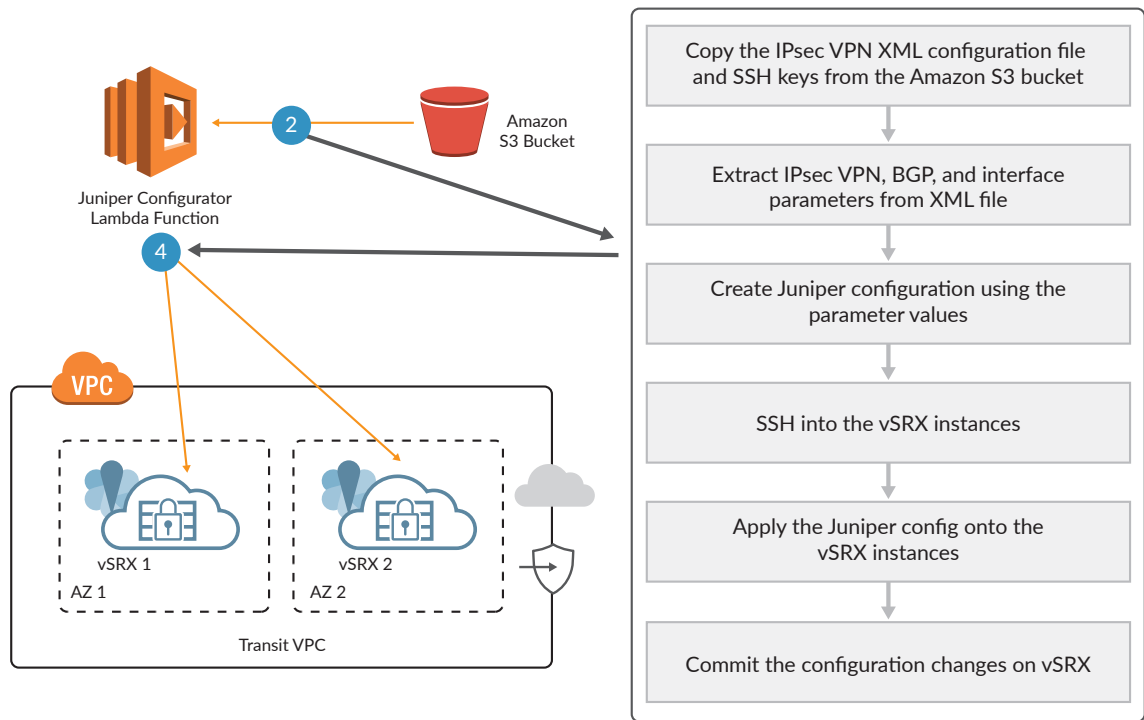 2
Amazon
S3 Bucket
Juniper Configurator
Lambda Function
4
VPC
vSRX 1
AZ 1
vSRX 2
AZ 2
Transit VPC
Copy the IPsec VPN XML configuration file
and SSH keys from the Amazon S3 bucket
Extract IPsec VPN, BGP, and interface
parameters from XML file
Create Juniper configuration using the
parameter values
SSH into the vSRX instances
Apply the Juniper config onto the
vSRX instances
Commit the configuration changes on vSRX